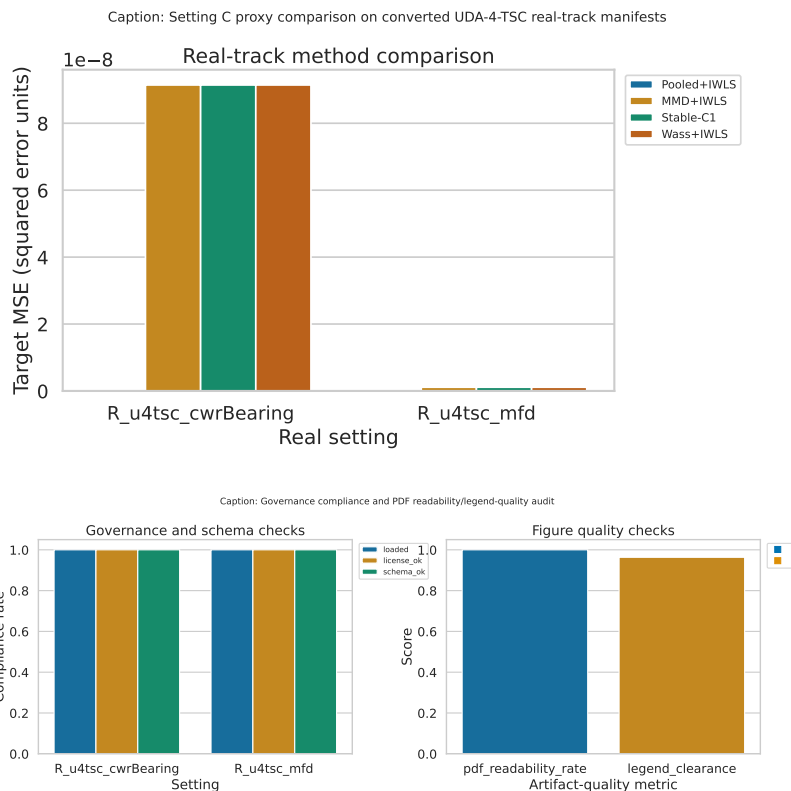 Caption: Setting C proxy comparison on converted UDA-4-TSC real-track manifests
Real-track method comparison
1e−8
Target MSE (squared error units)
8
6
4
2
0
R_u4tsc_cwrBearing
R_u4tsc_mfd
Real setting
Pooled+IWLS
MMD+IWLS
Stable-C1
Wass+IWLS
Caption: Governance compliance and PDF readability/legend-quality audit
Governance and schema checks
1.0
0.8
0.6
0.4
0.2
0.0
R_u4tsc_cwrBearing
R_u4tsc_mfd
Setting
loaded
license_ok
schema_ok
Figure quality checks
Score
1.0
0.8
0.6
0.4
0.2
0.0
pdf_readability_rate
legend_clearance
Artifact-quality metric